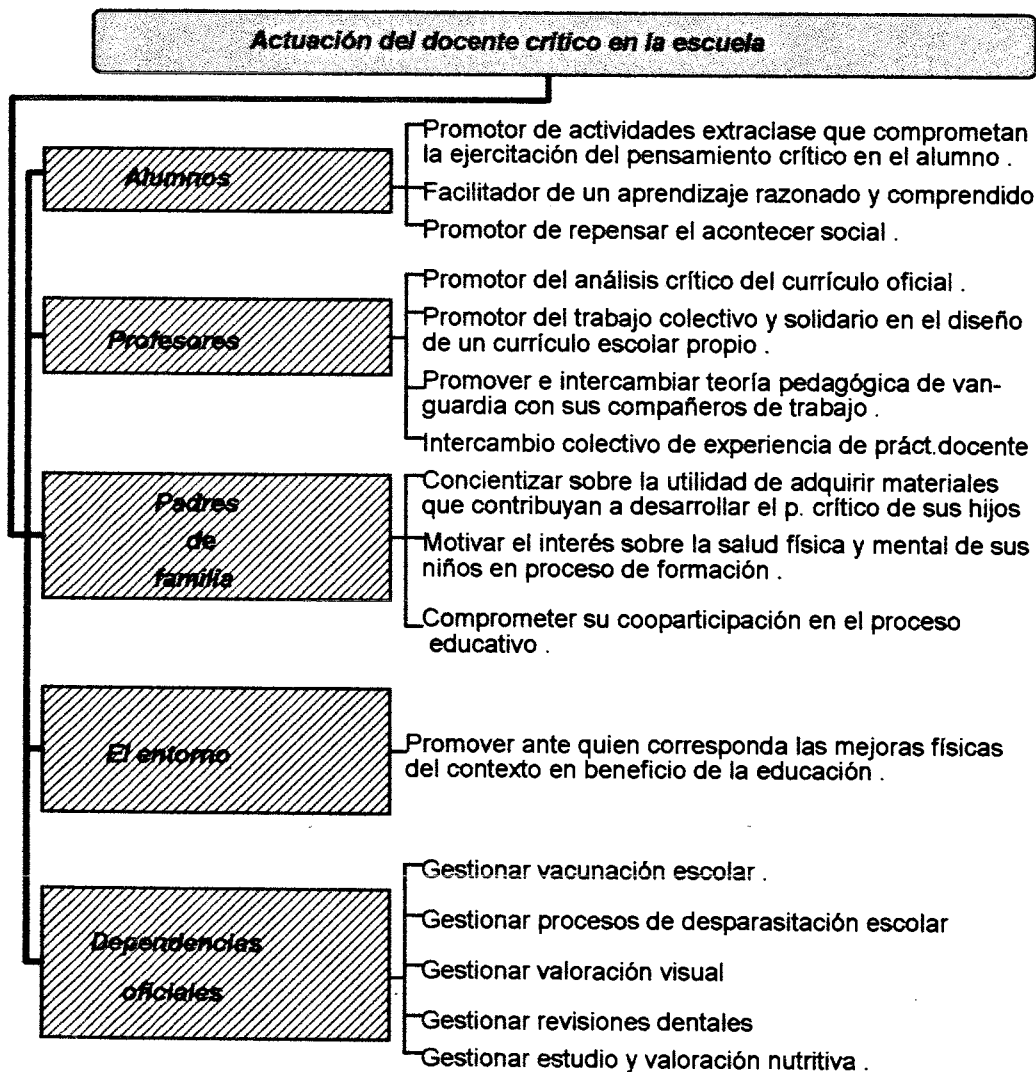 Actuación del docente crítico en la escuela
Alumnos
Promotor de actividades extraclase que comprometan
la ejercitación del pensamiento crítico en el alumno .
Facilitador de un aprendizaje razonado y comprendido
Promotor de repensar el acontecer social .
Profesores
Promotor del análisis crítico del currículo oficial .
Promotor del trabajo colectivo y solidario en el diseño
de un currículo escolar propio .
Promover e intercambiar teoría pedagógica de van-
guardia con sus compañeros de trabajo .
Intercambio colectivo de experiencia de práct.docente
Padres
de
familia
Concientizar sobre la utilidad de adquirir materiales
que contribuyan a desarrollar el p. crítico de sus hijos
Motivar el interés sobre la salud física y mental de sus
niños en proceso de formación .
Comprometer su cooparticipación en el proceso
educativo .
El entorno
Promover ante quien corresponda las mejoras físicas
del contexto en beneficio de la educación .
Dependencias
oficiales
Gestionar vacunación escolar .
Gestionar procesos de desparasitación escolar
Gestionar valoración visual
Gestionar revisiones dentales
Gestionar estudio y valoración nutritiva .